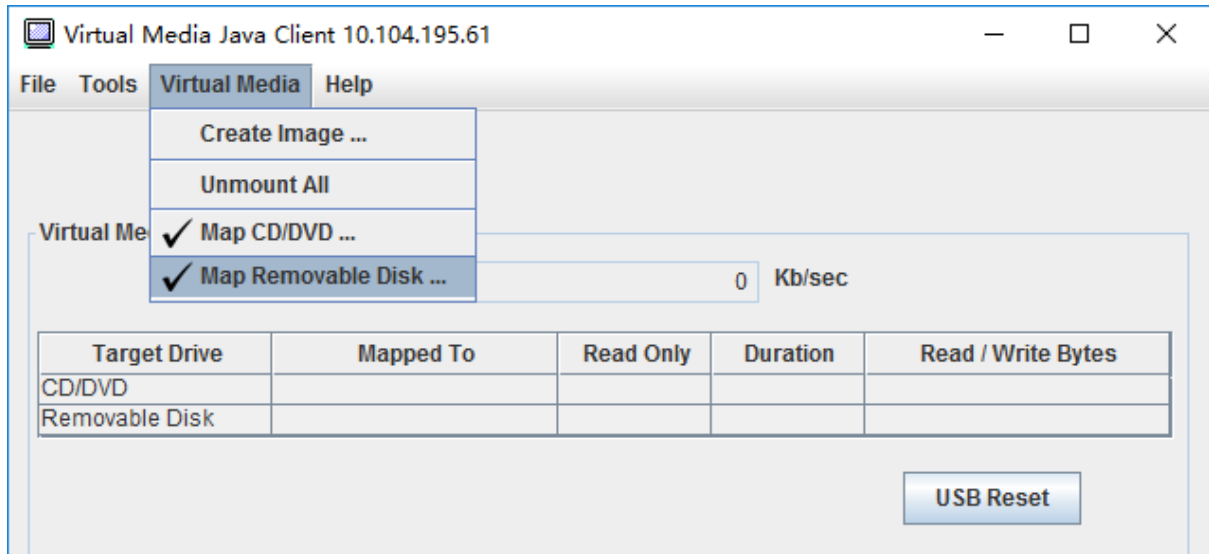 Virtual Media Java Client 10.104.195.61
File Tools Virtual Media Help
Create Image ...
Unmount All
Virtual Me
Map CD/DVD ...
Map Removable Disk ...
0 Kb/sec
Target Drive Mapped To Read Only Duration Read / Write Bytes
CD/DVD
Removable Disk
USB Reset